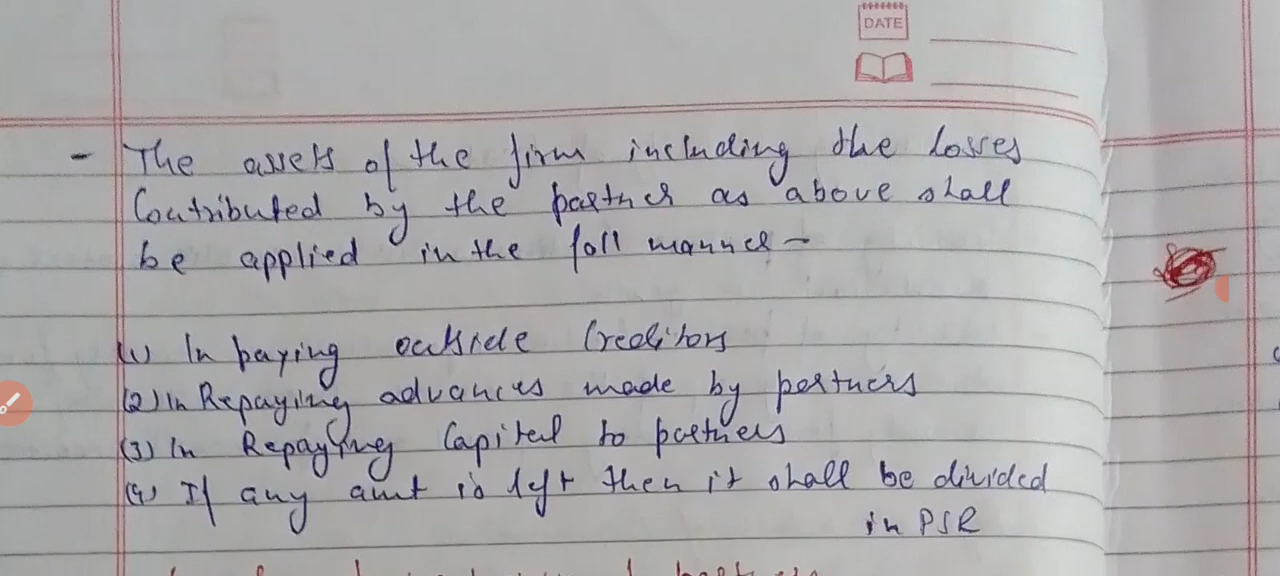 DATE
- The assets of the firm including the losses
Contributed by the partner as above shall
be applied in the foll manner -
(1) In paying outside Creditors
(2) In Repaying advances made by partners
(3) In Repaying Capital to partners
(4) If any amt is left then it shall be divided
in PSR